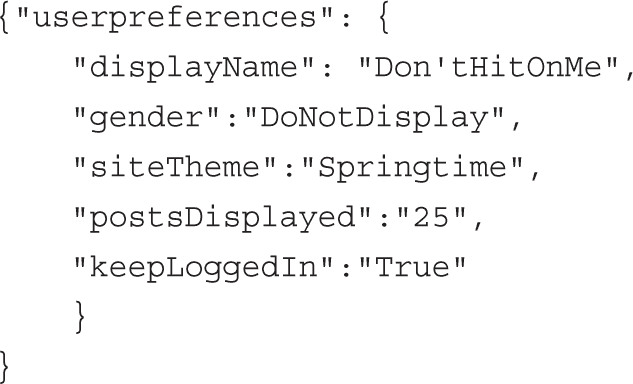 {"userpreferences": {
    "displayName": "Don'tHitOnMe",
    "gender":"DoNotDisplay",
    "siteTheme":"Springtime",
    "postsDisplayed":"25",
    "keepLoggedIn":"True"
    }
}